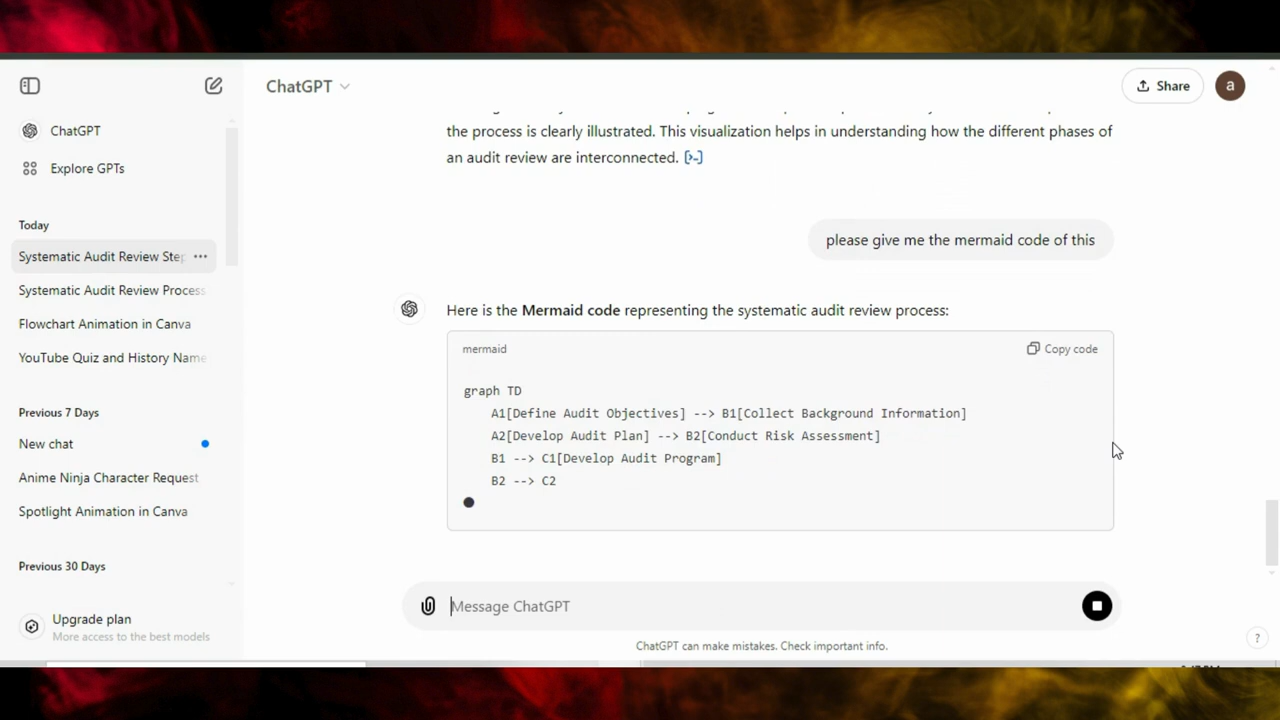 ChatGPT
Share
a
ChatGPT
Explore GPTs
Today
Systematic Audit Review Step
Systematic Audit Review Process
Flowchart Animation in Canva
YouTube Quiz and History Name
Previous 7 Days
New chat
Anime Ninja Character Request
Spotlight Animation in Canva
Previous 30 Days
Upgrade plan
More access to the best models
the process is clearly illustrated. This visualization helps in understanding how the different phases of
an audit review are interconnected. [>-]
please give me the mermaid code of this
Here is the Mermaid code representing the systematic audit review process:
mermaid
Copy code
graph TD
A1[Define Audit Objectives] --> B1[Collect Background Information]
A2[Develop Audit Plan] --> B2[Conduct Risk Assessment]
B1 --> C1[Develop Audit Program]
B2 --> C2
Message ChatGPT
ChatGPT can make mistakes. Check important info.
?